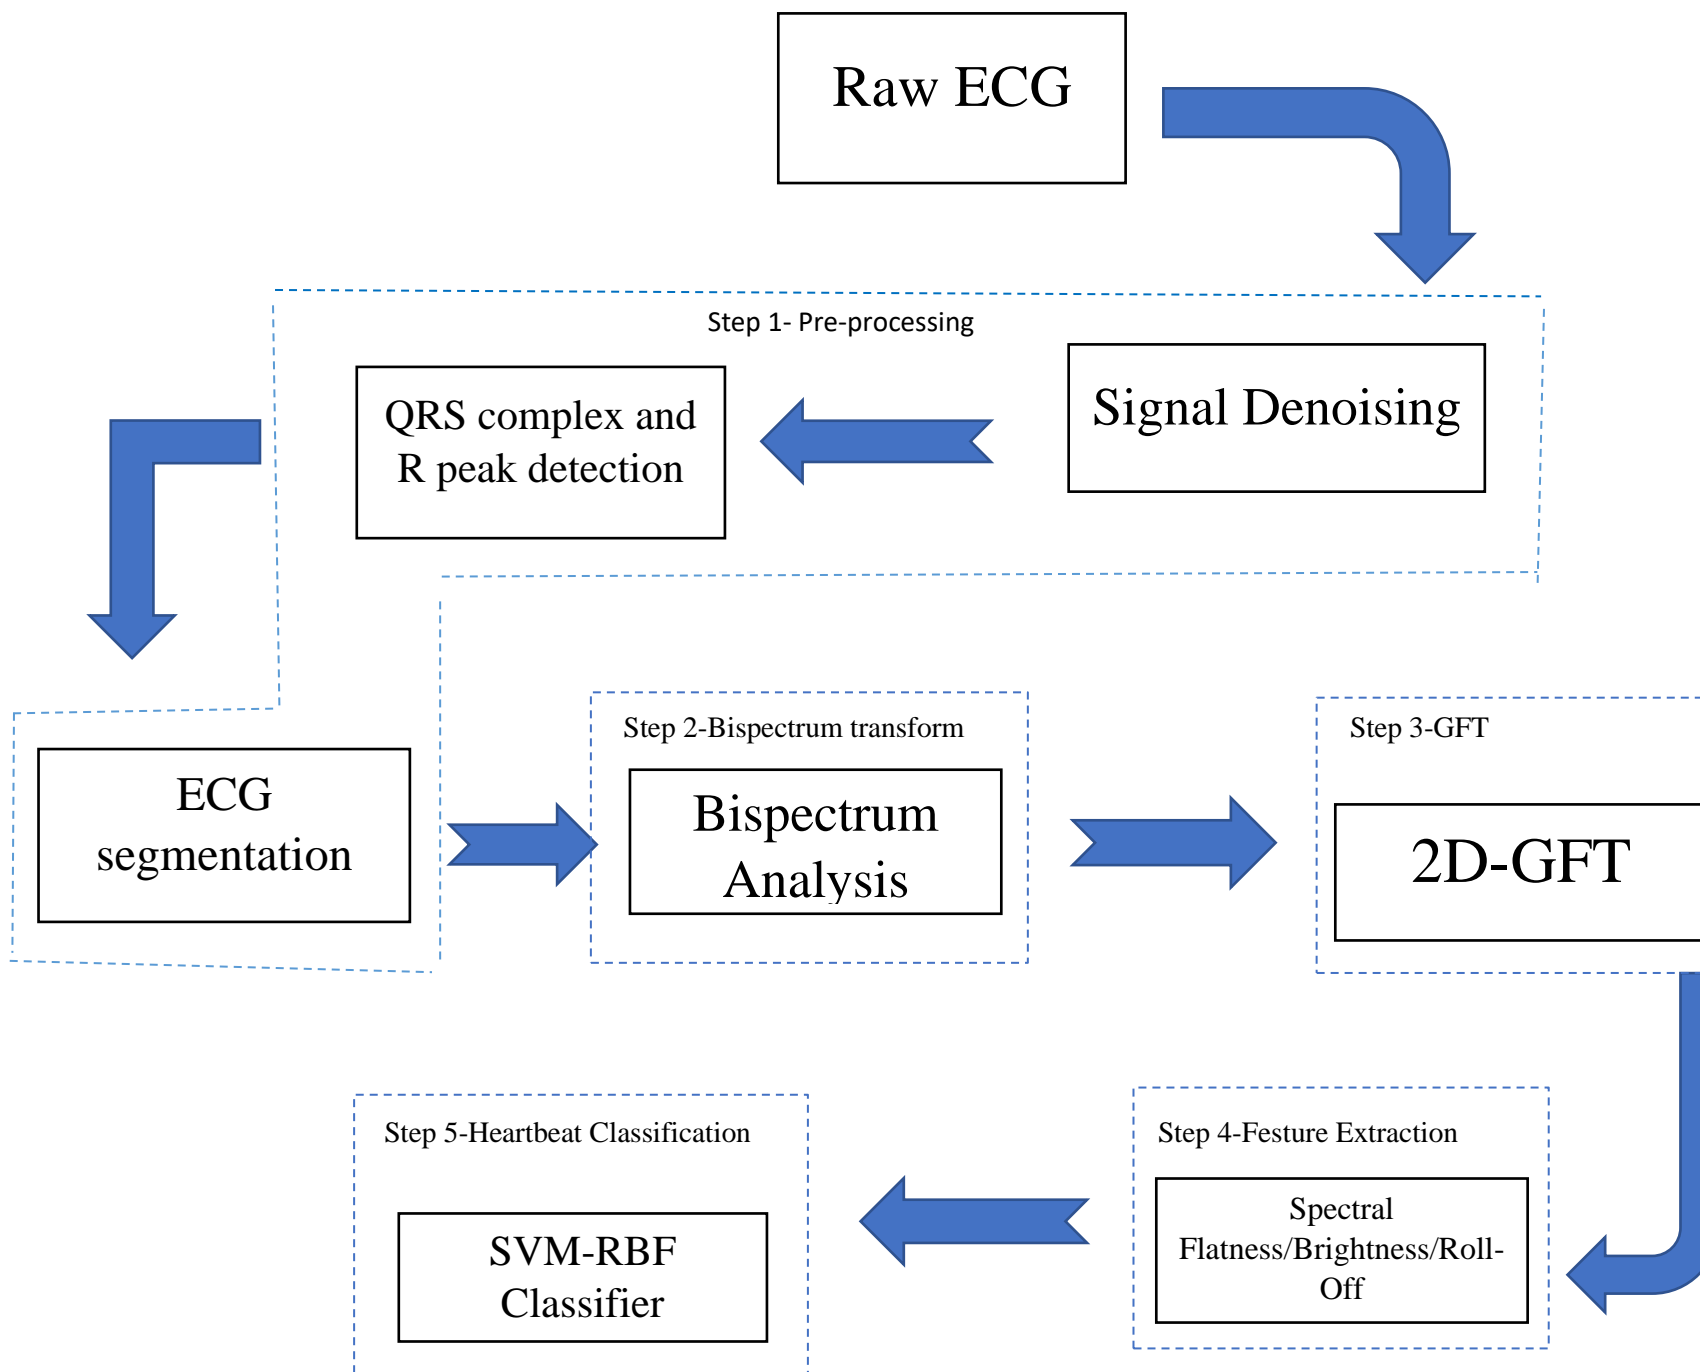 Raw ECG
Step 1- Pre-processing
Signal Denoising
QRS complex and
R peak detection
ECG
segmentation
Step 2-Bispectrum transform
Bispectrum
Analysis
Step 3-GFT
2D-GFT
Step 4-Festure Extraction
Spectral
Flatness/Brightness/Roll-
Off
Step 5-Heartbeat Classification
SVM-RBF
Classifier